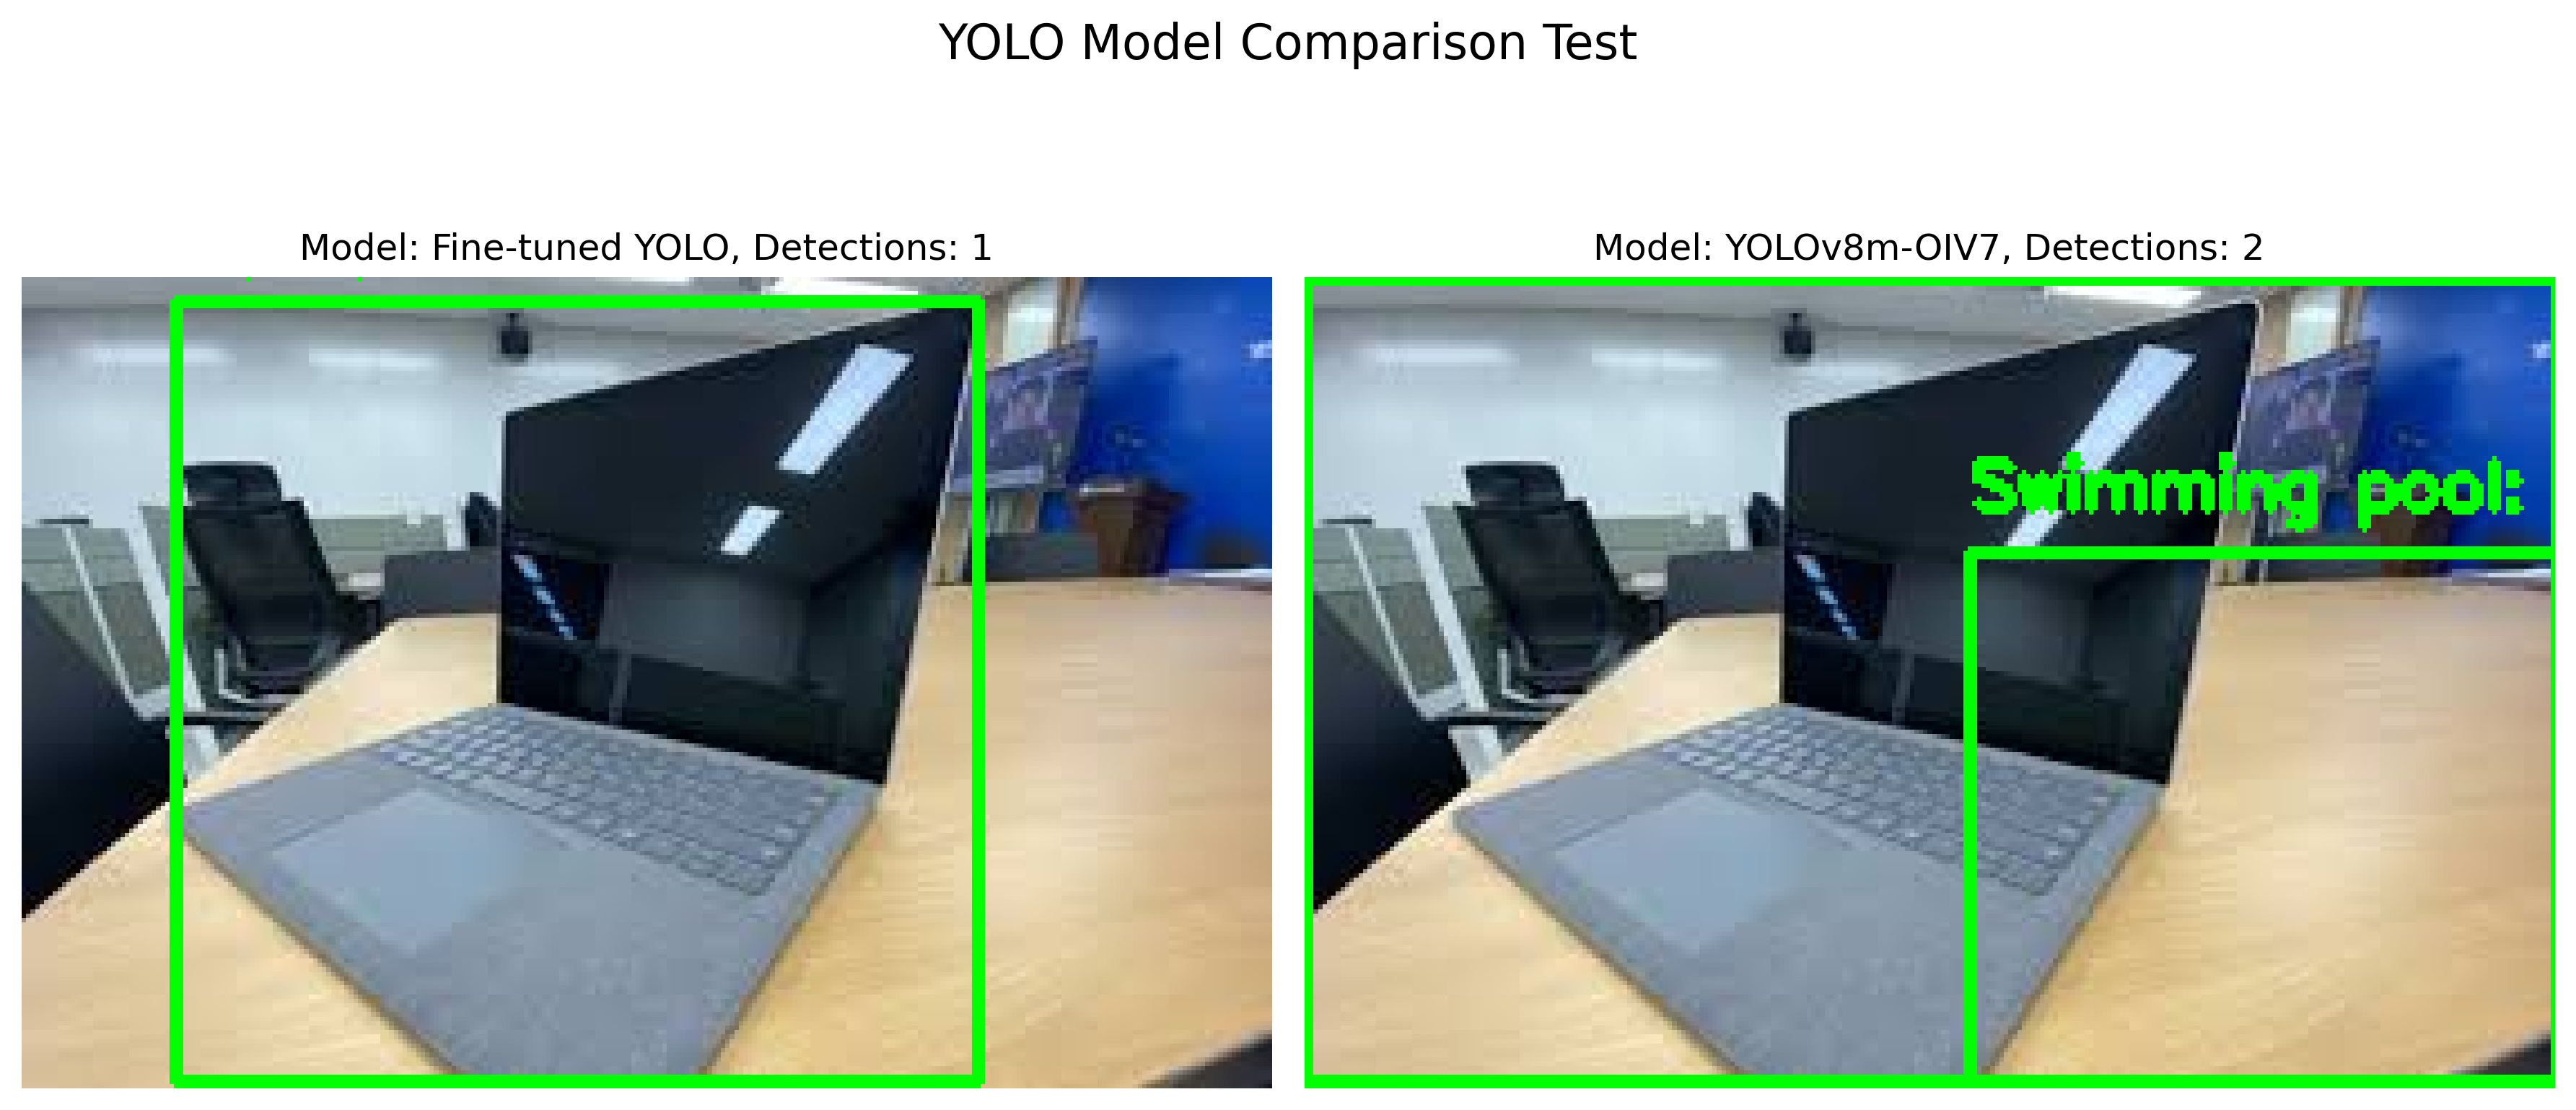 YOLO Model Comparison Test
Model: Fine-tuned YOLO, Detections: 1
Model: YOLOv8m-OIV7, Detections: 2
Swimming pool: